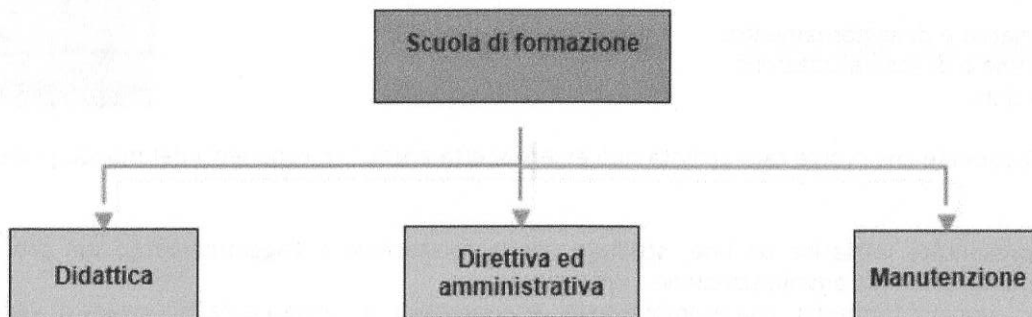 Scuola di formazione
Didattica
Direttiva ed
amministrativa
Manutenzione